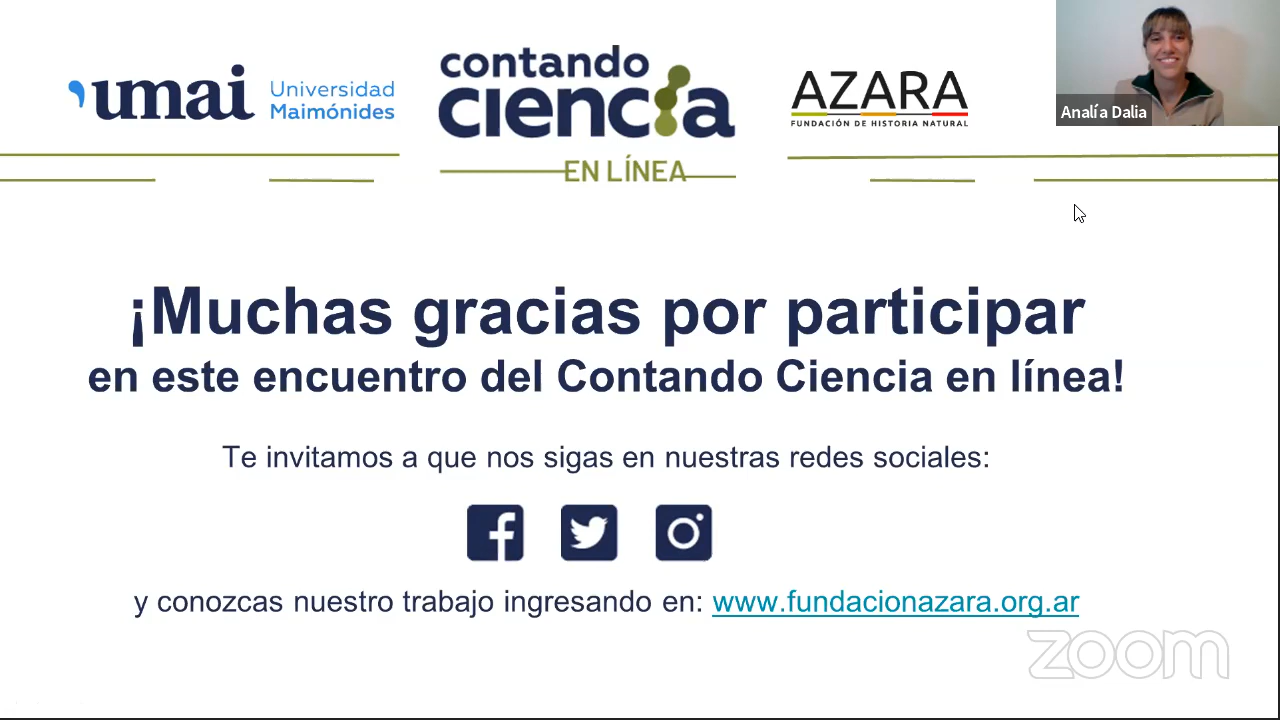 umai Universidad
Maimónides
contando
ciencia
EN LÍNEA
AZARA
FUNDACIÓN DE HISTORIA NATURAL
Analía Dalia
¡Muchas gracias por participar
en este encuentro del Contando Ciencia en línea!
Te invitamos a que nos sigas en nuestras redes sociales:
y conozcas nuestro trabajo ingresando en: www.fundacionazara.org.ar
zoom